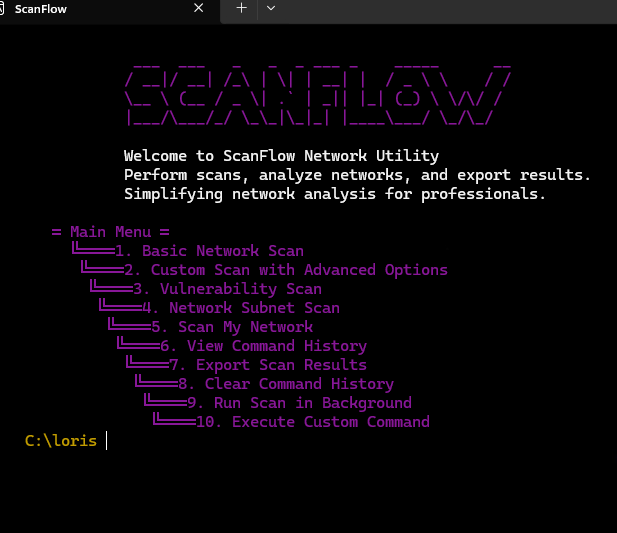 ScanFlow
SCANFLOW
Welcome to ScanFlow Network Utility
Perform scans, analyze networks, and export results.
Simplifying network analysis for professionals.
= Main Menu =
╚════1. Basic Network Scan
╚════2. Custom Scan with Advanced Options
╚════3. Vulnerability Scan
╚════4. Network Subnet Scan
╚════5. Scan My Network
╚════6. View Command History
╚════7. Export Scan Results
╚════8. Clear Command History
╚════9. Run Scan in Background
╚════10. Execute Custom Command
C:\loris